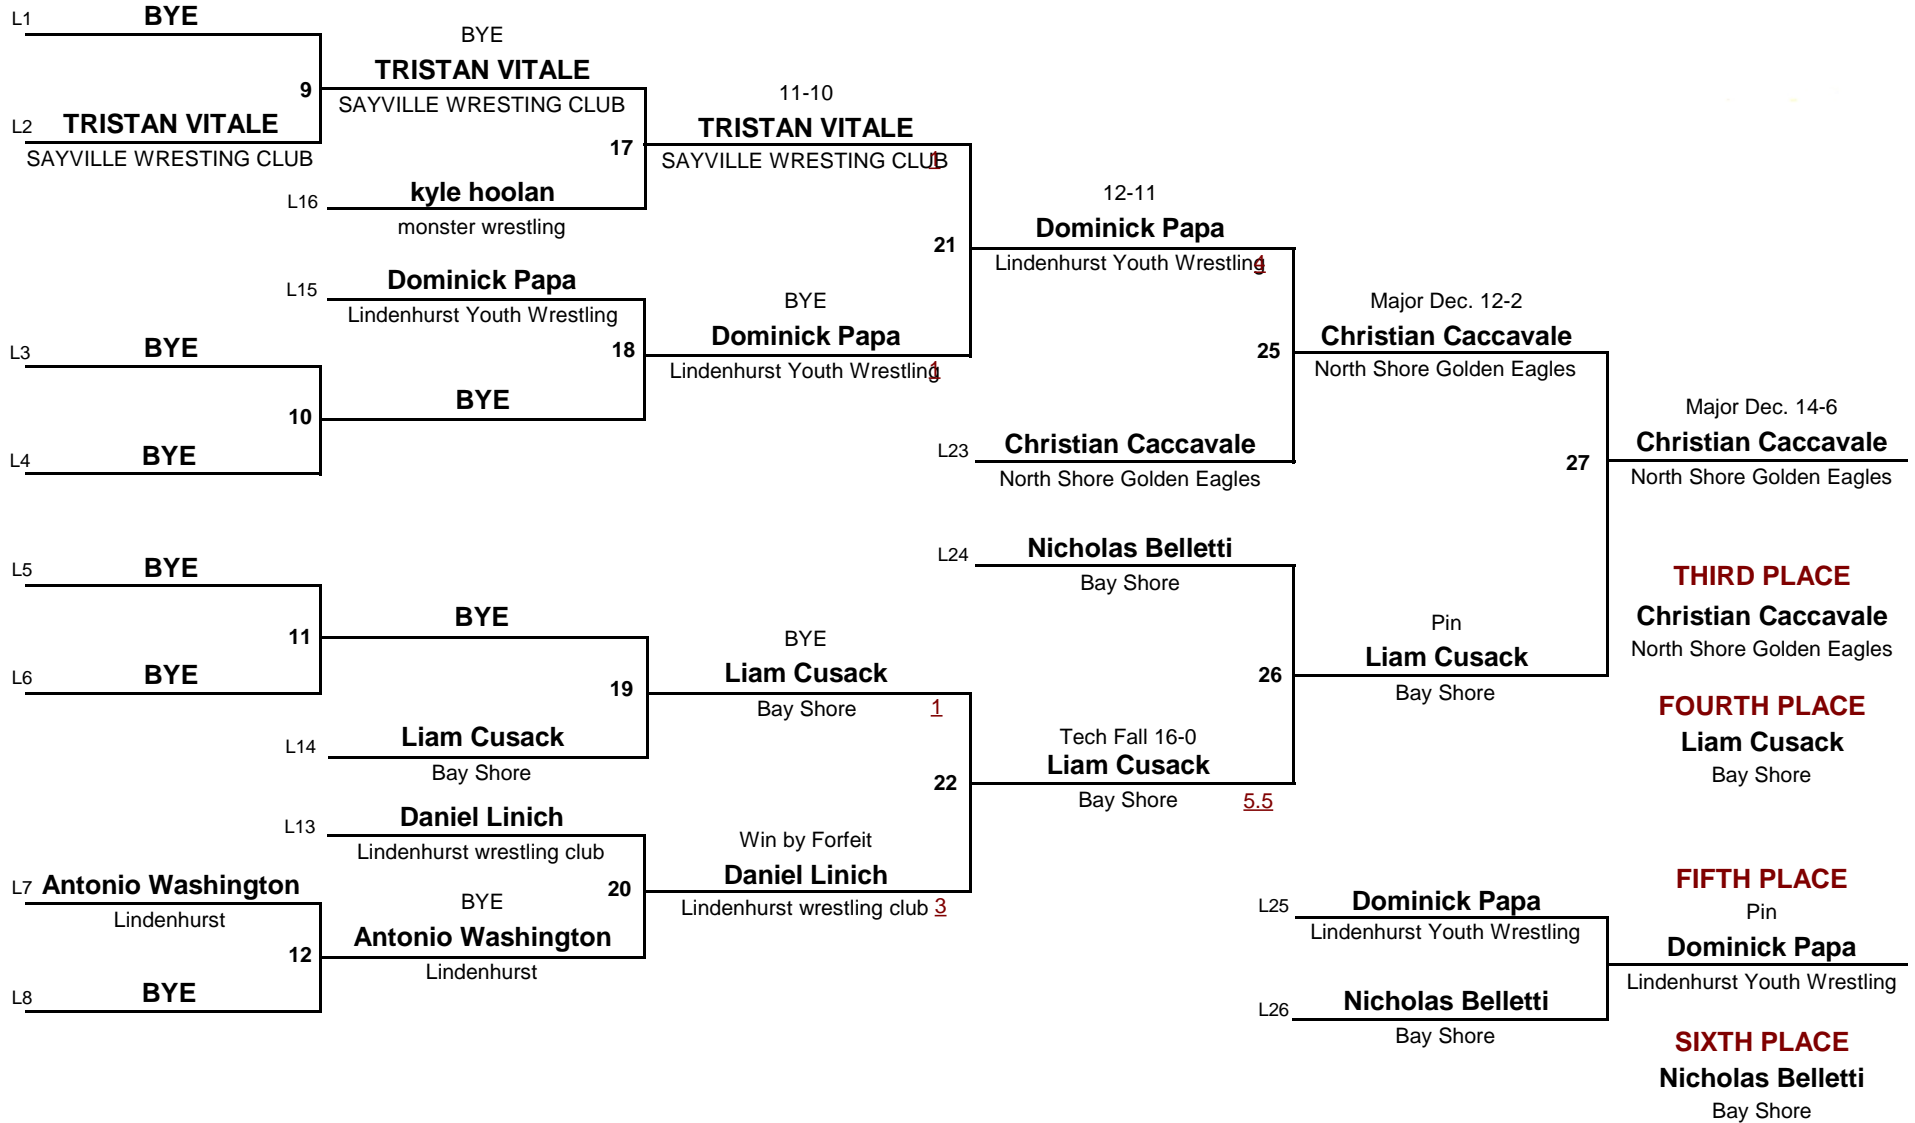 L1 BYE
BYE
TRISTAN VITALE
9
SAYVILLE WRESTING CLUB
L2 TRISTAN VITALE
SAYVILLE WRESTING CLUB
11-10
TRISTAN VITALE
17
SAYVILLE WRESTING CLUB 1
L16 kyle hoolan
monster wrestling
12-11
Dominick Papa
21
Lindenhurst Youth Wrestling 4
L15 Dominick Papa
Lindenhurst Youth Wrestling
BYE
Dominick Papa
18
Lindenhurst Youth Wrestling 1
L3 BYE
10
BYE
L4 BYE
Major Dec. 12-2
Christian Caccavale
25
North Shore Golden Eagles
L23 Christian Caccavale
North Shore Golden Eagles
Major Dec. 14-6
Christian Caccavale
27
North Shore Golden Eagles
L24 Nicholas Belletti
Bay Shore
L5 BYE
BYE
11
L6 BYE
BYE
Liam Cusack
19
Bay Shore 1
L14 Liam Cusack
Bay Shore
Pin
Liam Cusack
26
Bay Shore
THIRD PLACE
Christian Caccavale
North Shore Golden Eagles
FOURTH PLACE
Liam Cusack
Bay Shore
Tech Fall 16-0
Liam Cusack
22
Bay Shore 5.5
L13 Daniel Linich
Lindenhurst wrestling club
Win by Forfeit
Daniel Linich
20
Lindenhurst wrestling club 3
L7 Antonio Washington
Lindenhurst
BYE
Antonio Washington
12
Lindenhurst
L8 BYE
L25 Dominick Papa
Lindenhurst Youth Wrestling
FIFTH PLACE
Pin
Dominick Papa
Lindenhurst Youth Wrestling
L26 Nicholas Belletti
Bay Shore
SIXTH PLACE
Nicholas Belletti
Bay Shore